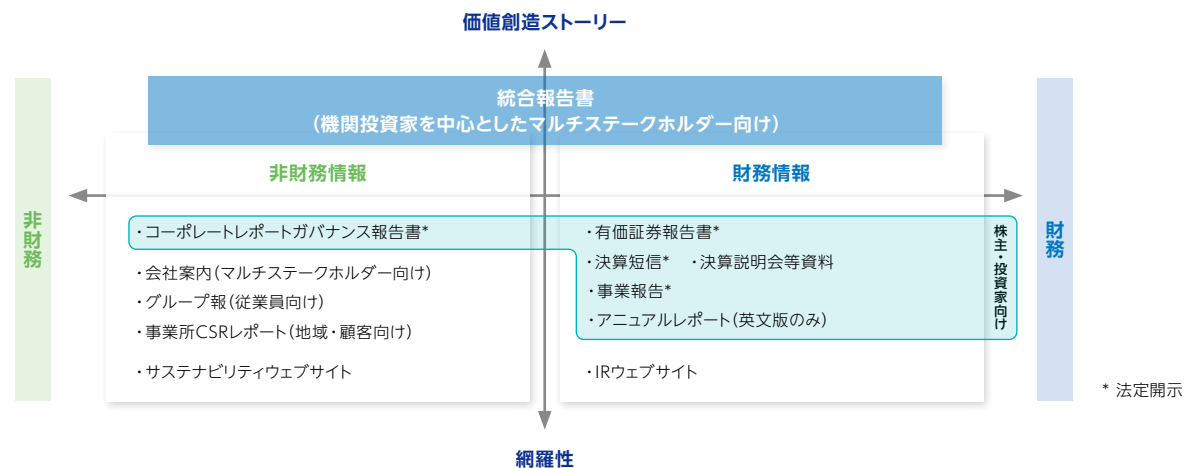 価値創造ストーリー
統合報告書
（機関投資家を中心としたマルチステークホルダー向け）
非財務情報
財務情報
非財務
財務
・コーポレートレポートガバナンス報告書*
・会社案内（マルチステークホルダー向け）
・グループ報（従業員向け）
・事業所CSRレポート（地域・顧客向け）
・サステナビリティウェブサイト
・有価証券報告書*
・決算短信*　・決算説明会等資料
・事業報告*
・アニュアルレポート（英文版のみ）
株主・投資家向け
・IRウェブサイト
* 法定開示
網羅性